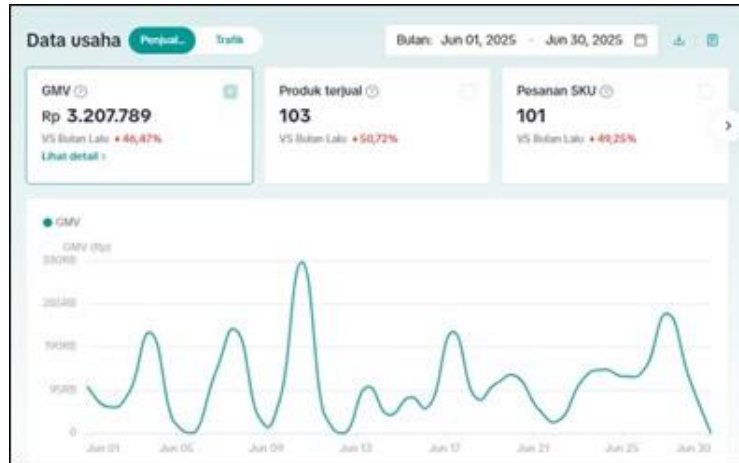 Data usaha Penjual... Trafik Bulan: Jun 01, 2025 - Jun 30, 2025
GMV
Rp 3.207.789
VS Bulan Lalu +46,47%
Lihat detail >
Produk terjual
103
VS Bulan Lalu +50,72%
Pesanan SKU
101
VS Bulan Lalu +49,25%
GMV
GMV (Rp)
190RB
95RB
0
Jun 01 Jun 05 Jun 09 Jun 13 Jun 17 Jun 21 Jun 25 Jun 30